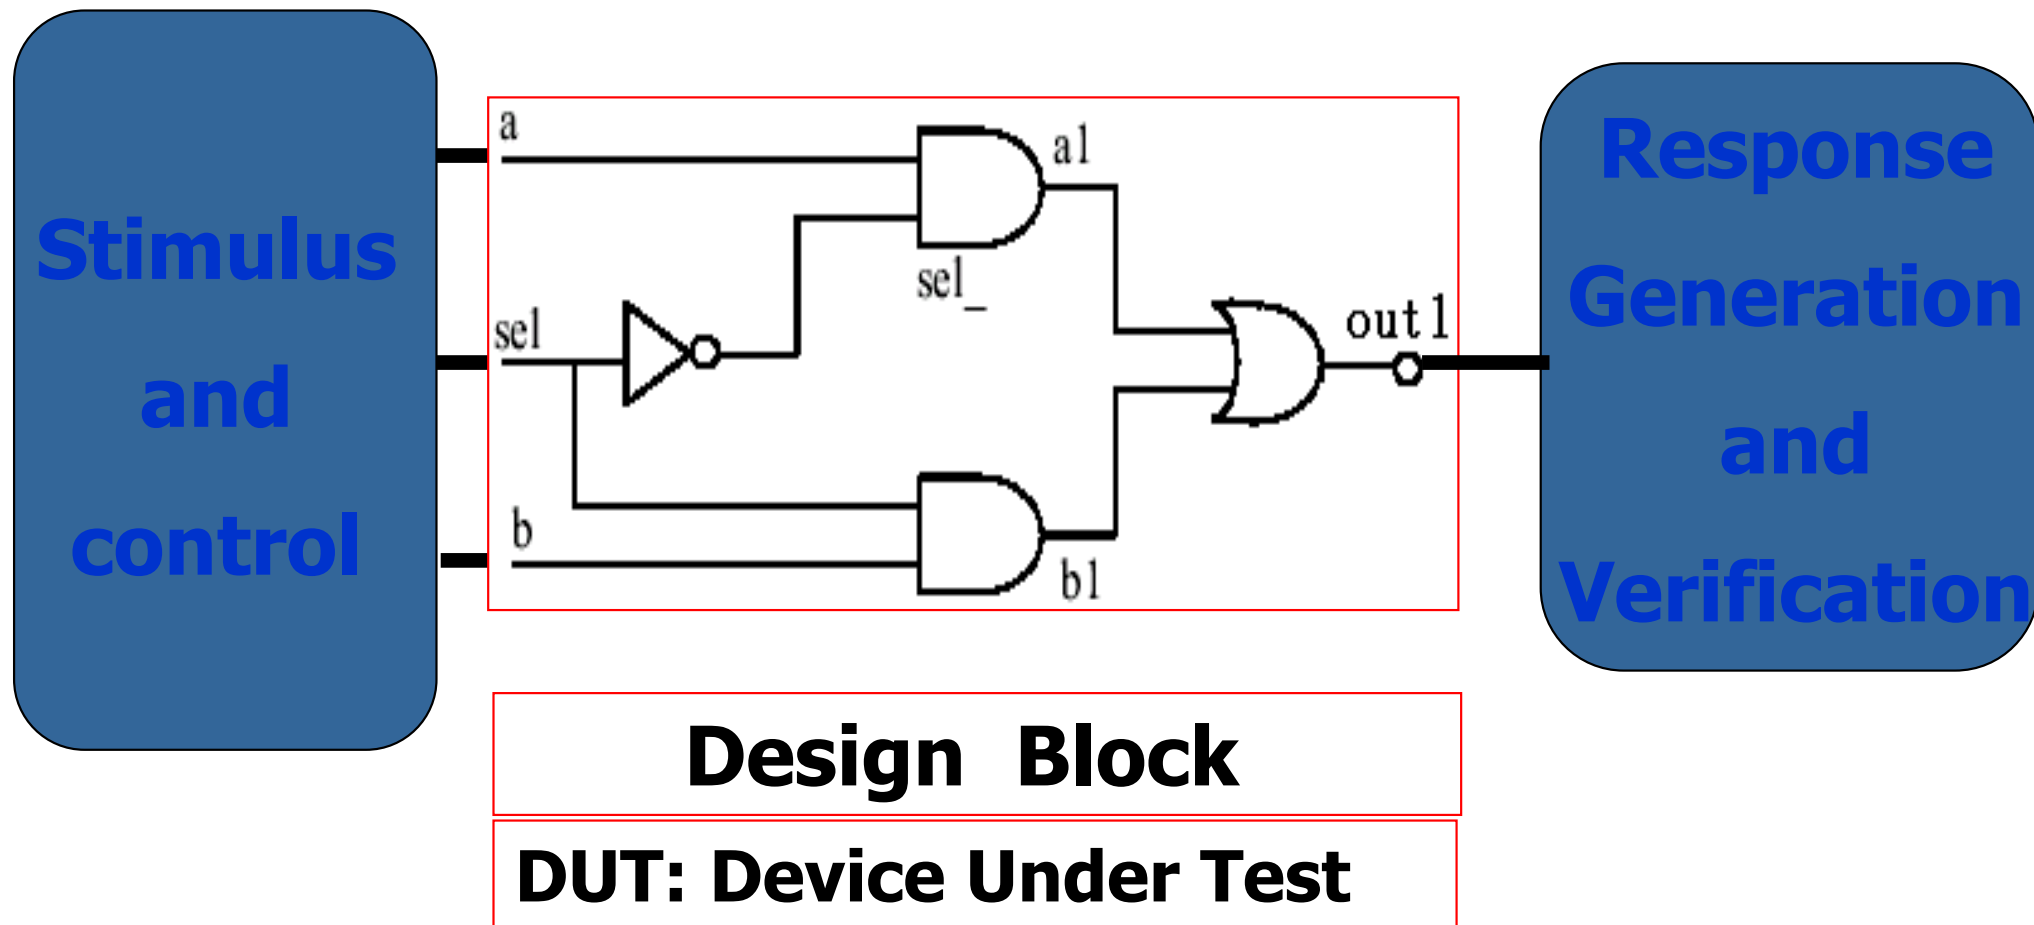 Stimulus
and
control
a
sel
b
a1
sel_
b1
out1
Response
Generation
and
Verification
Design Block
DUT: Device Under Test